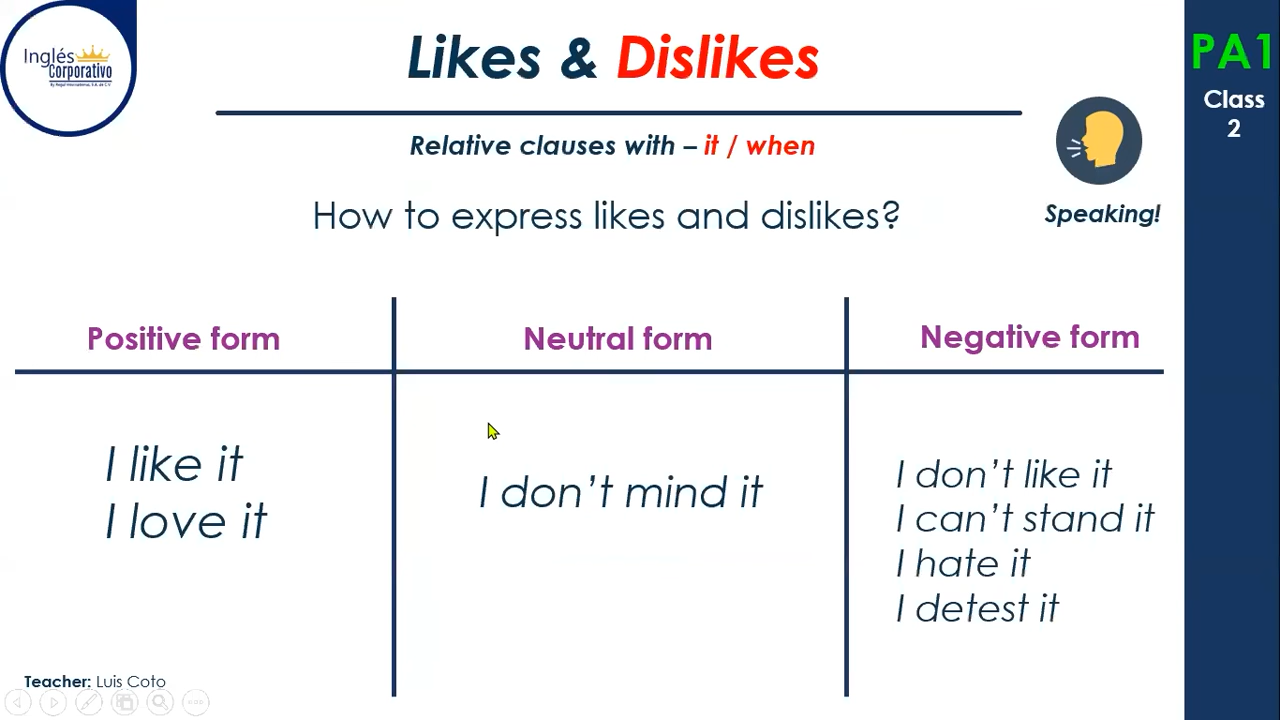 Inglés
Corporativo
Likes & Dislikes
PA1
Class
2
Relative clauses with – it / when
How to express likes and dislikes?
Speaking!
Positive form
Neutral form
Negative form
I like it
I love it
I don't mind it
I don't like it
I can't stand it
I hate it
I detest it
Teacher: Luis Coto